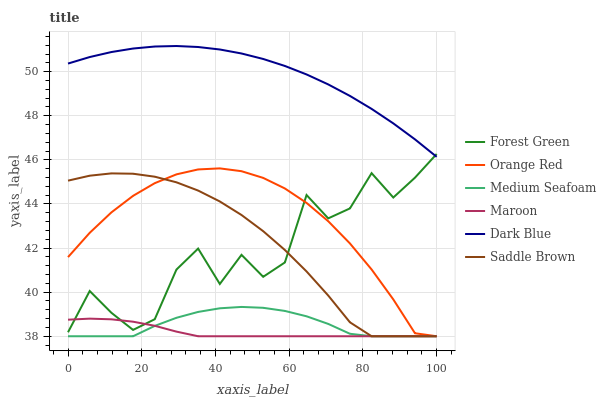 title
yaxis_label
50
48
46
44
42
40
38
0
20
40
60
80
100
xaxis_label
Forest Green
Orange Red
Medium Seafoam
Maroon
Dark Blue
Saddle Brown